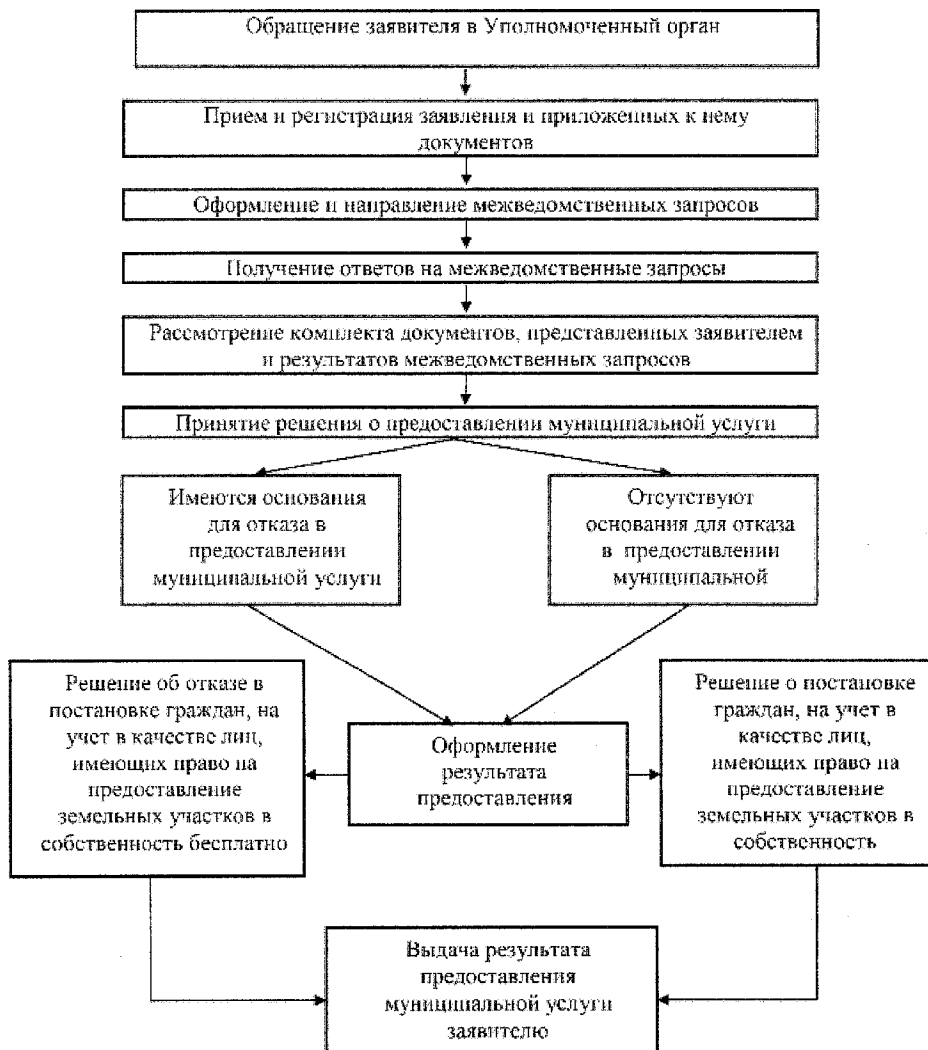 Обращение заявителя в Уполномоченный орган
Прием и регистрация заявления и приложенных к нему
документов
Оформление и направление межведомственных запросов
Получение ответов на межведомственные запросы
Рассмотрение комплекта документов, представленных заявителем
и результатов межведомственных запросов
Принятие решения о предоставлении муниципальной услуги
Имеются основания
для отказа в
предоставлении
муниципальной услуги
Отсутствуют
основания для отказа
в предоставлении
муниципальной
Решение об отказе в
постановке граждан, на
учет в качестве лиц,
имеющих право на
предоставление
земельных участков в
собственность бесплатно
Оформление
результата
предоставления
Решение о постановке
граждан, на учет в
качестве лиц,
имеющих право на
предоставление
земельных участков в
собственность
Выдача результата
предоставления
муниципальной услуги
заявителю